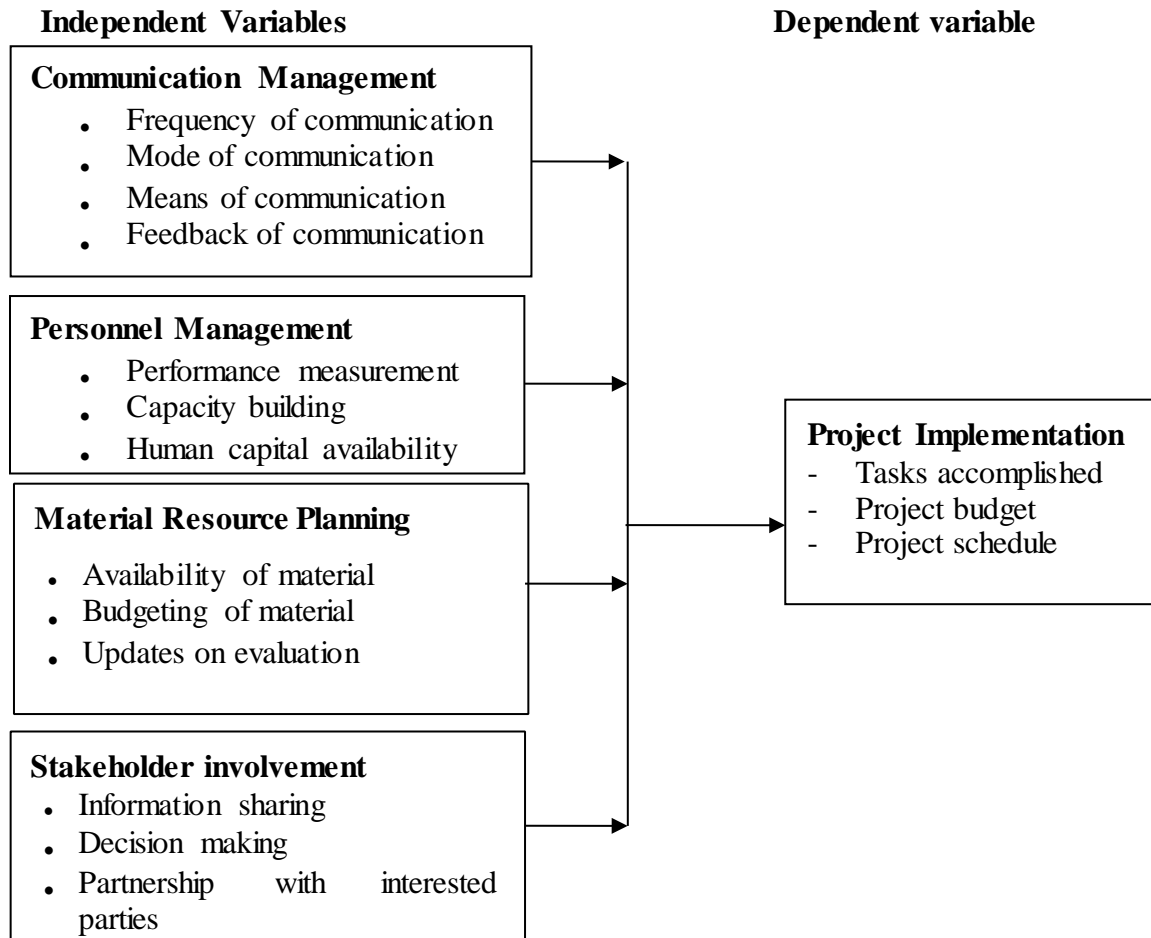 Independent Variables
Dependent variable
Communication Management
• Frequency of communication
• Mode of communication
• Means of communication
• Feedback of communication
Personnel Management
• Performance measurement
• Capacity building
• Human capital availability
Material Resource Planning
• Availability of material
• Budgeting of material
• Updates on evaluation
Stakeholder involvement
• Information sharing
• Decision making
• Partnership with interested
parties
Project Implementation
- Tasks accomplished
- Project budget
- Project schedule